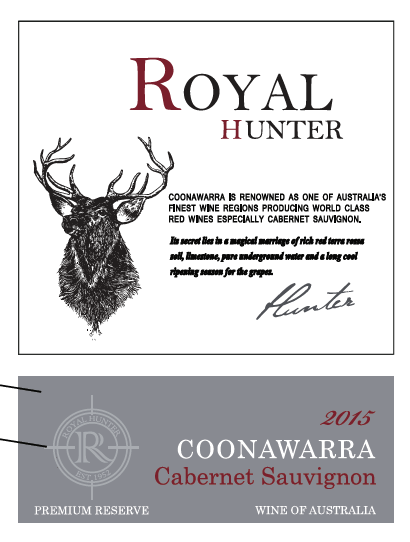 ROYAL
HUNTER
COONAWARRA IS RENOWNED AS ONE OF AUSTRALIA'S
FINEST WINE REGIONS PRODUCING WORLD CLASS
RED WINES ESPECIALLY CABERNET SAUVIGNON.
Its secret lies in a magical marriage of rich red terra rossa
soil, limestone, pure underground water and a long cool
ripening season for the grapes.
Hunter
2015
COONAWARRA
Cabernet Sauvignon
ROYAL HUNTER
R
EST 1952
PREMIUM RESERVE
WINE OF AUSTRALIA